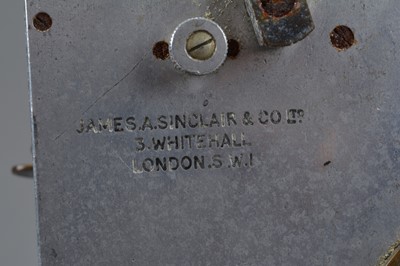 JAMES.A.SINCLAIR & CO LTD
3.WHITEHALL
LONDON.S.W.1